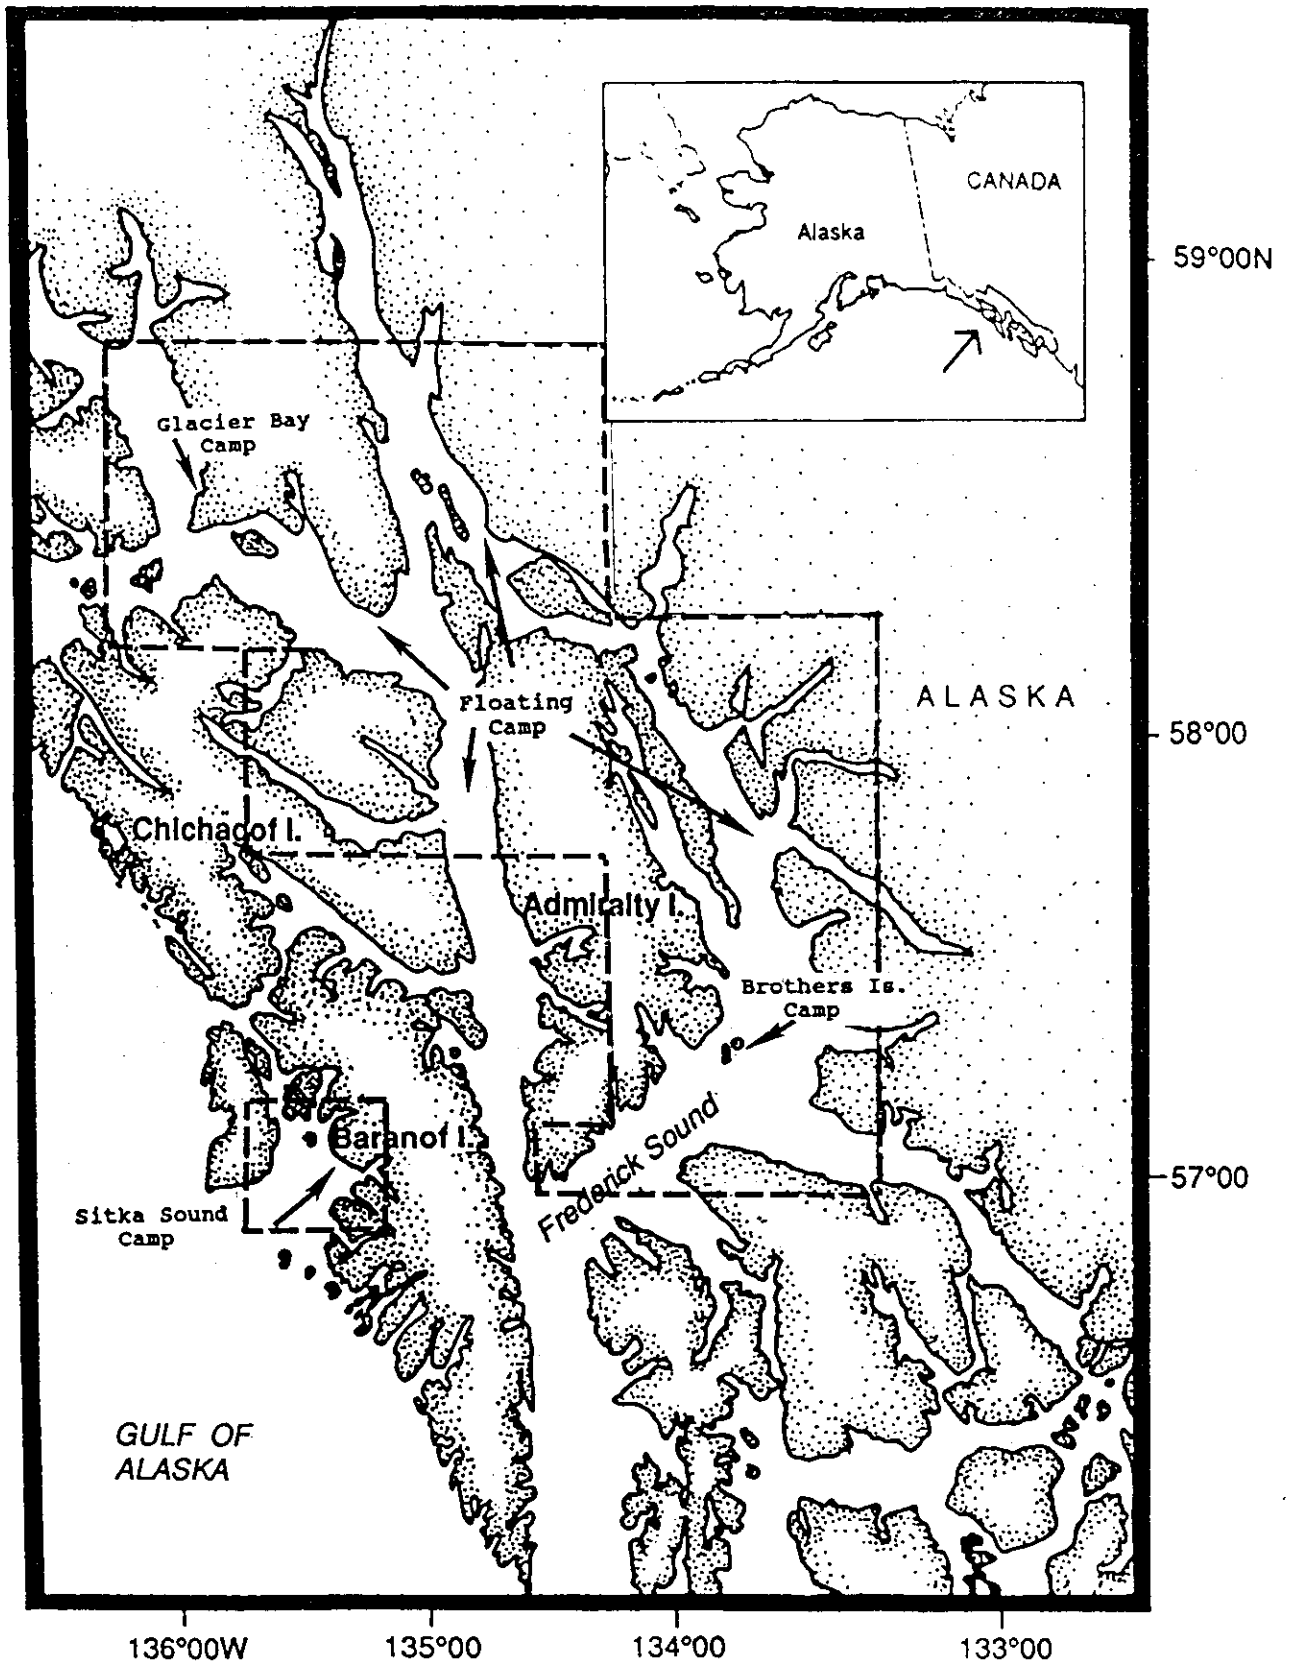 CANADA
Alaska
59°00N
Glacier Bay
Camp
ALASKA
Floating
Camp
58°00
Chichagof I.
Admiralty I.
Brothers Is.
Camp
Baranof I.
Frederick Sound
57°00
Sitka Sound
Camp
GULF OF
ALASKA
136°00W
135°00
134°00
133°00